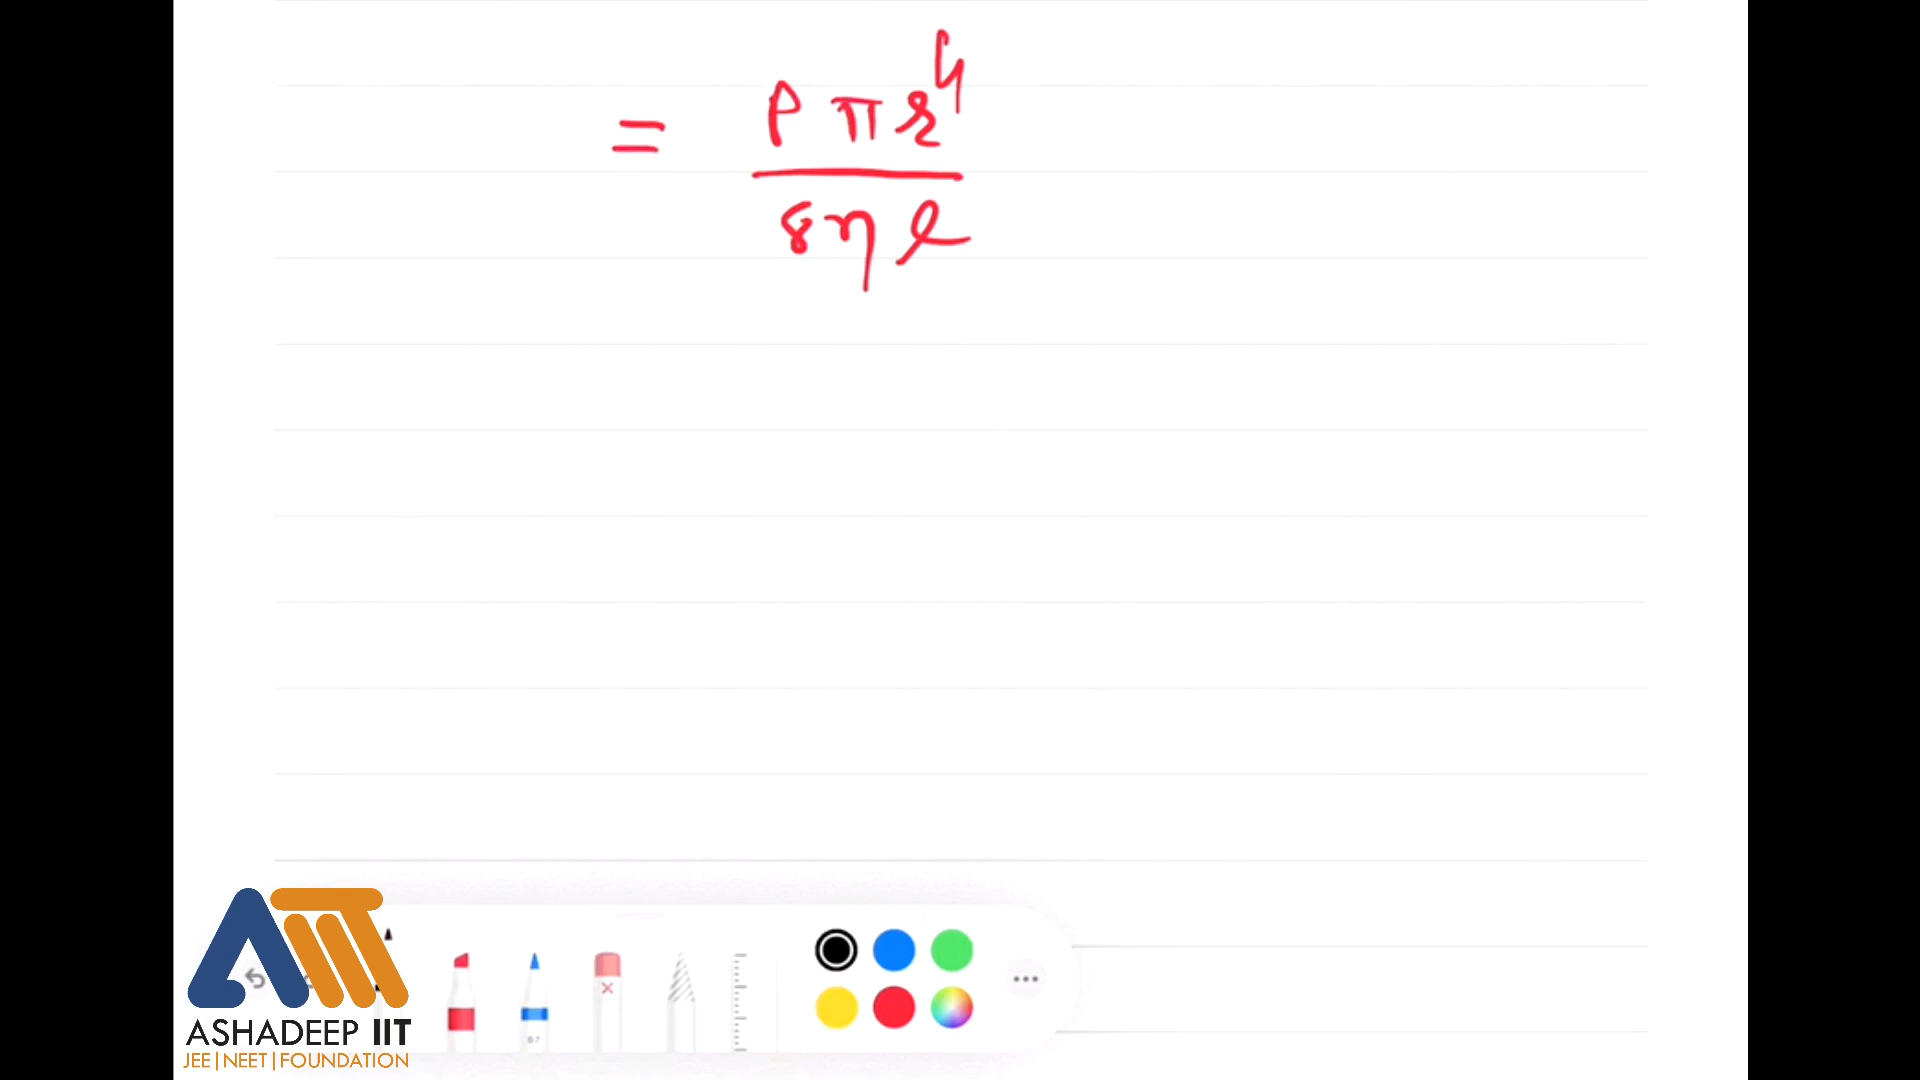 = Pπr⁴
8ηl
ASHADEEP IIT
JEE|NEET|FOUNDATION